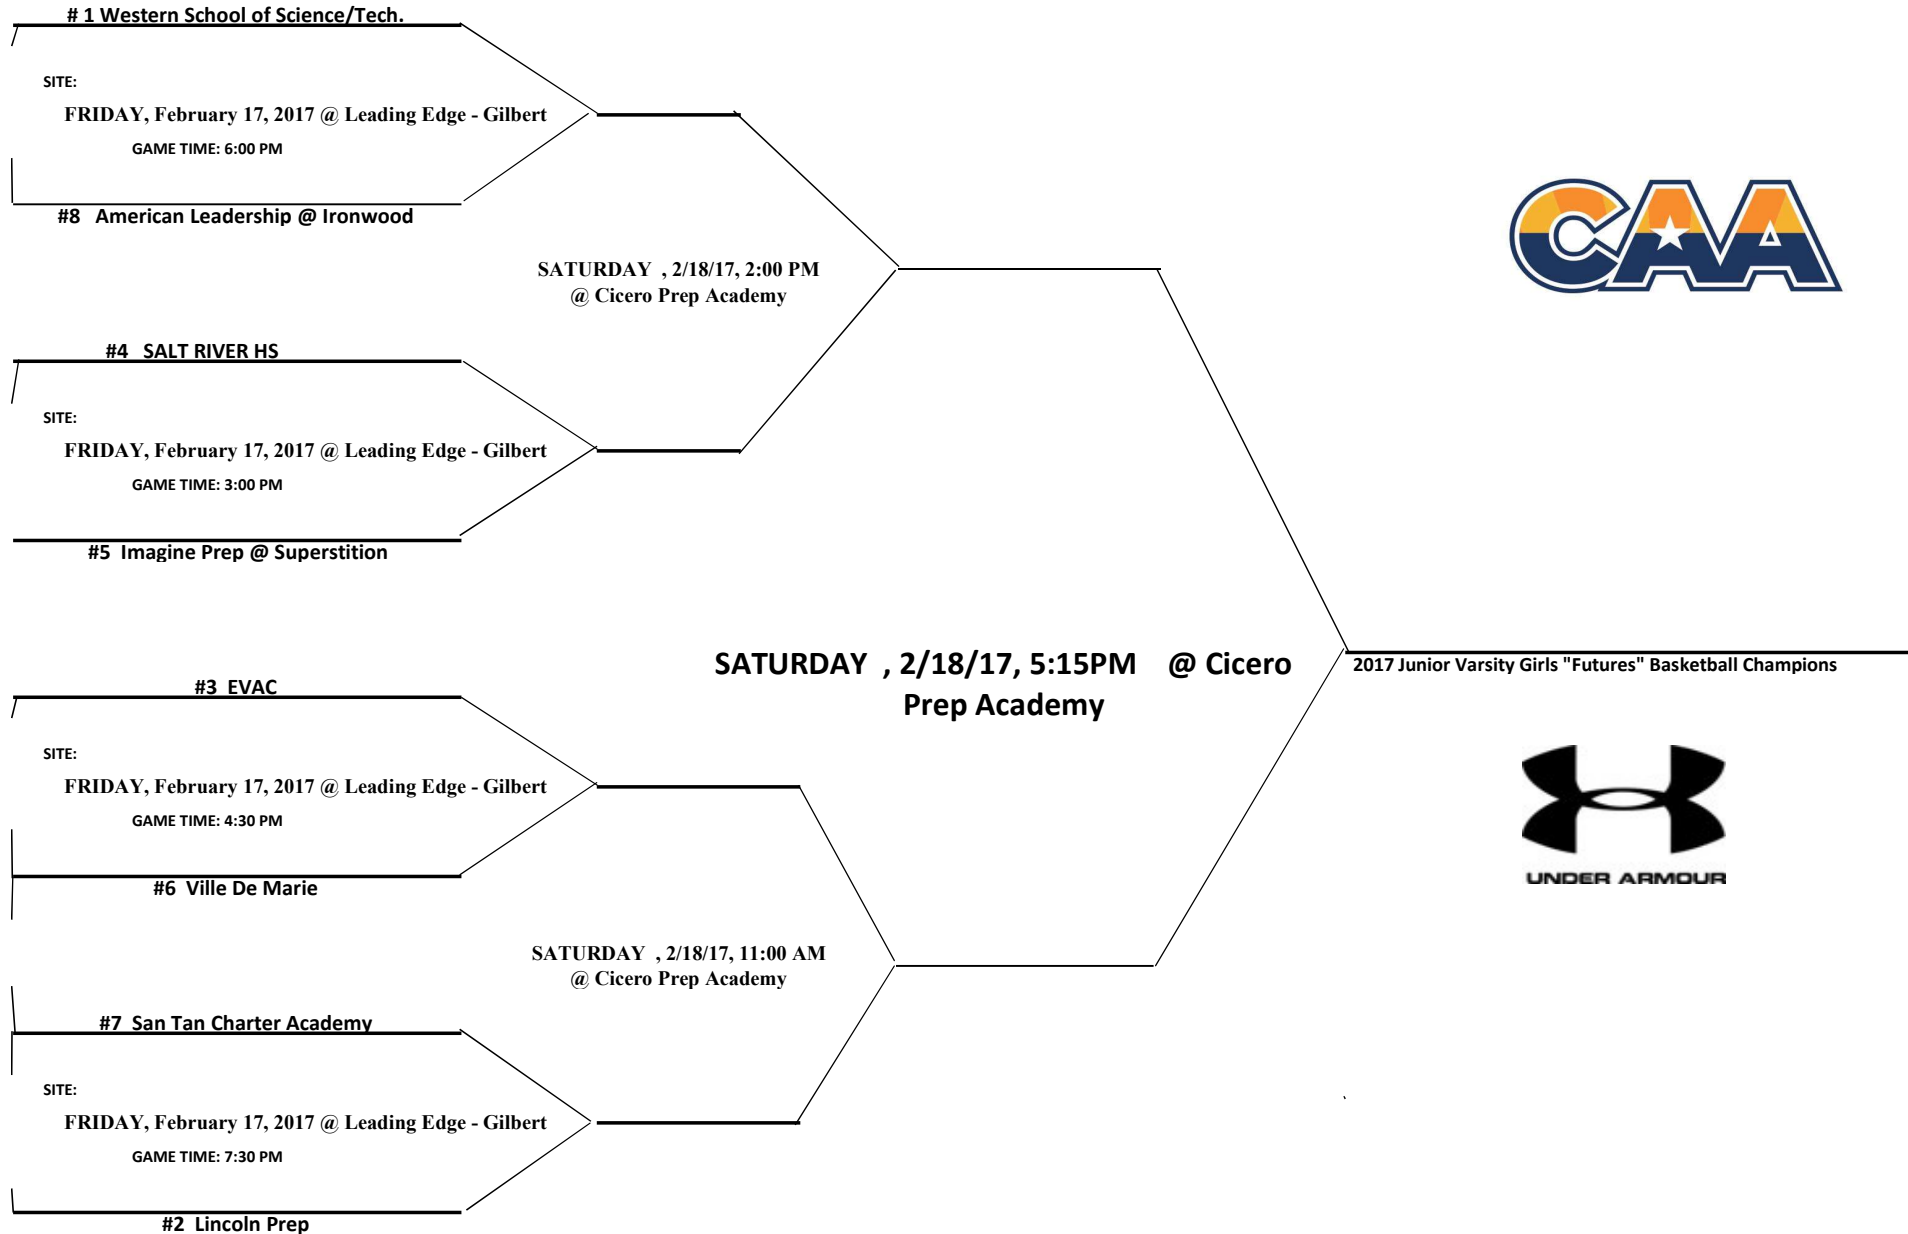 # 1 Western School of Science/Tech.
SITE:
FRIDAY, February 17, 2017 @ Leading Edge - Gilbert
GAME TIME: 6:00 PM
#8 American Leadership @ Ironwood
SATURDAY , 2/18/17, 2:00 PM
@ Cicero Prep Academy
#4 SALT RIVER HS
SITE:
FRIDAY, February 17, 2017 @ Leading Edge - Gilbert
GAME TIME: 3:00 PM
#5 Imagine Prep @ Superstition
CAA
SATURDAY , 2/18/17, 5:15PM @ Cicero
Prep Academy
2017 Junior Varsity Girls "Futures" Basketball Champions
#3 EVAC
SITE:
FRIDAY, February 17, 2017 @ Leading Edge - Gilbert
GAME TIME: 4:30 PM
#6 Ville De Marie
UNDER ARMOUR
SATURDAY , 2/18/17, 11:00 AM
@ Cicero Prep Academy
#7 San Tan Charter Academy
SITE:
FRIDAY, February 17, 2017 @ Leading Edge - Gilbert
GAME TIME: 7:30 PM
#2 Lincoln Prep